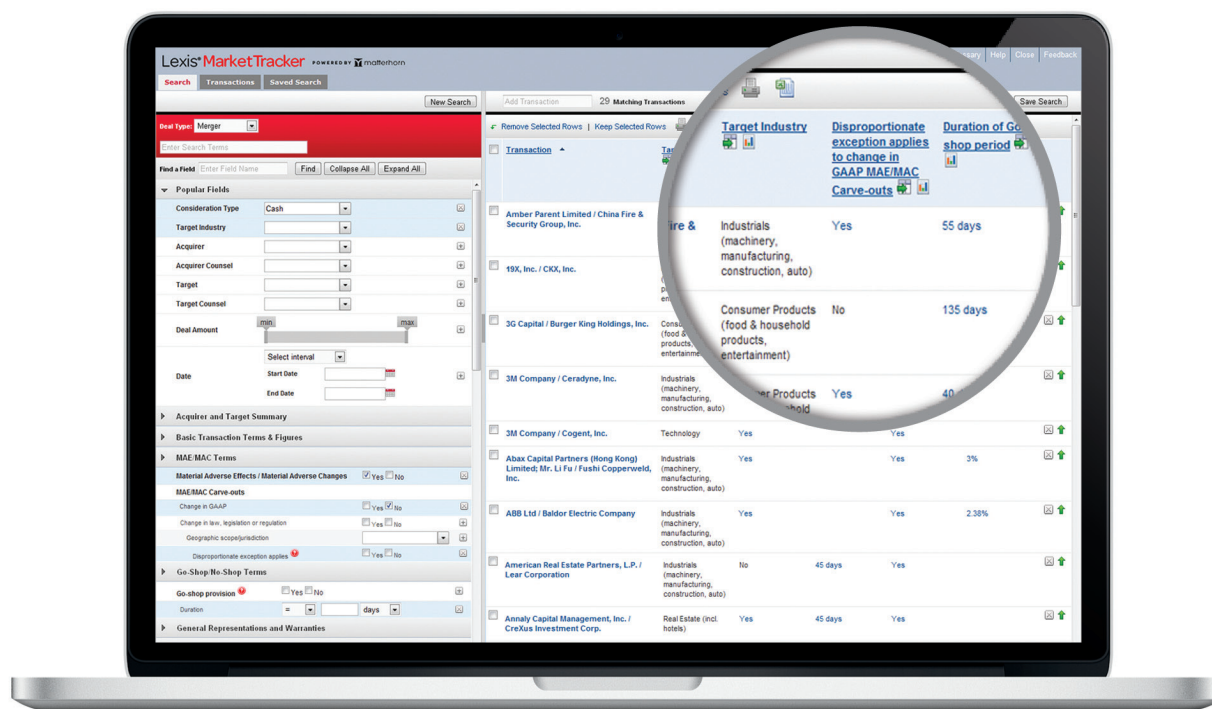 Lexis® MarketTracker POWERED BY matterhorn
Help Close Feedback
Search Transactions Saved Search
New Search
Add Transaction 29 Matching Transactions
Save Search
Deal Type: Merger
Enter Search Terms
Find a Field Enter Field Name Find Collapse All Expand All
Popular Fields
Consideration Type Cash
Target Industry
Acquirer
Acquirer Counsel
Target
Target Counsel
Deal Amount min max
Select interval
Date Start Date
End Date
Acquirer and Target Summary
Basic Transaction Terms & Figures
MAE/MAC Terms
Material Adverse Effects / Material Adverse Changes Yes No
MAE/MAC Carve-outs
Change in GAAP Yes No
Change in law, legislation or regulation Yes No
Geographic scope/jurisdiction
Disproportionate exception applies Yes No
Go-Shop/No-Shop Terms
Go-shop provision Yes No
Duration = days
General Representations and Warranties
Remove Selected Rows | Keep Selected Rows
Transaction
Target Industry
Disproportionate
exception applies
to change in
GAAP MAE/MAC
Carve-outs
Duration of Go
shop period
Amber Parent Limited / China Fire &
Security Group, Inc.
Fire &
Industrials
(machinery,
manufacturing,
construction, auto)
Yes
55 days
19X, Inc. / CKX, Inc.
Consumer Products
(food & household
products,
entertainment)
No
135 days
3G Capital / Burger King Holdings, Inc.
(food &
products,
Products
Yes
40
3M Company / Ceradyne, Inc.
Industrials
(machinery,
manufacturing,
construction, auto)
3M Company / Cogent, Inc. Technology Yes Yes
Abax Capital Partners (Hong Kong)
Limited; Mr. Li Fu / Fushi Copperweld,
Inc.
Industrials
(machinery,
manufacturing,
construction, auto)
Yes Yes 3%
ABB Ltd / Baldor Electric Company
Industrials
(machinery,
manufacturing,
construction, auto)
Yes Yes 2.38%
American Real Estate Partners, L.P. /
Lear Corporation
Industrials
(machinery,
manufacturing,
construction, auto)
No 45 days Yes
Annaly Capital Management, Inc. /
CreXus Investment Corp.
Real Estate (incl.
hotels)
Yes 45 days Yes